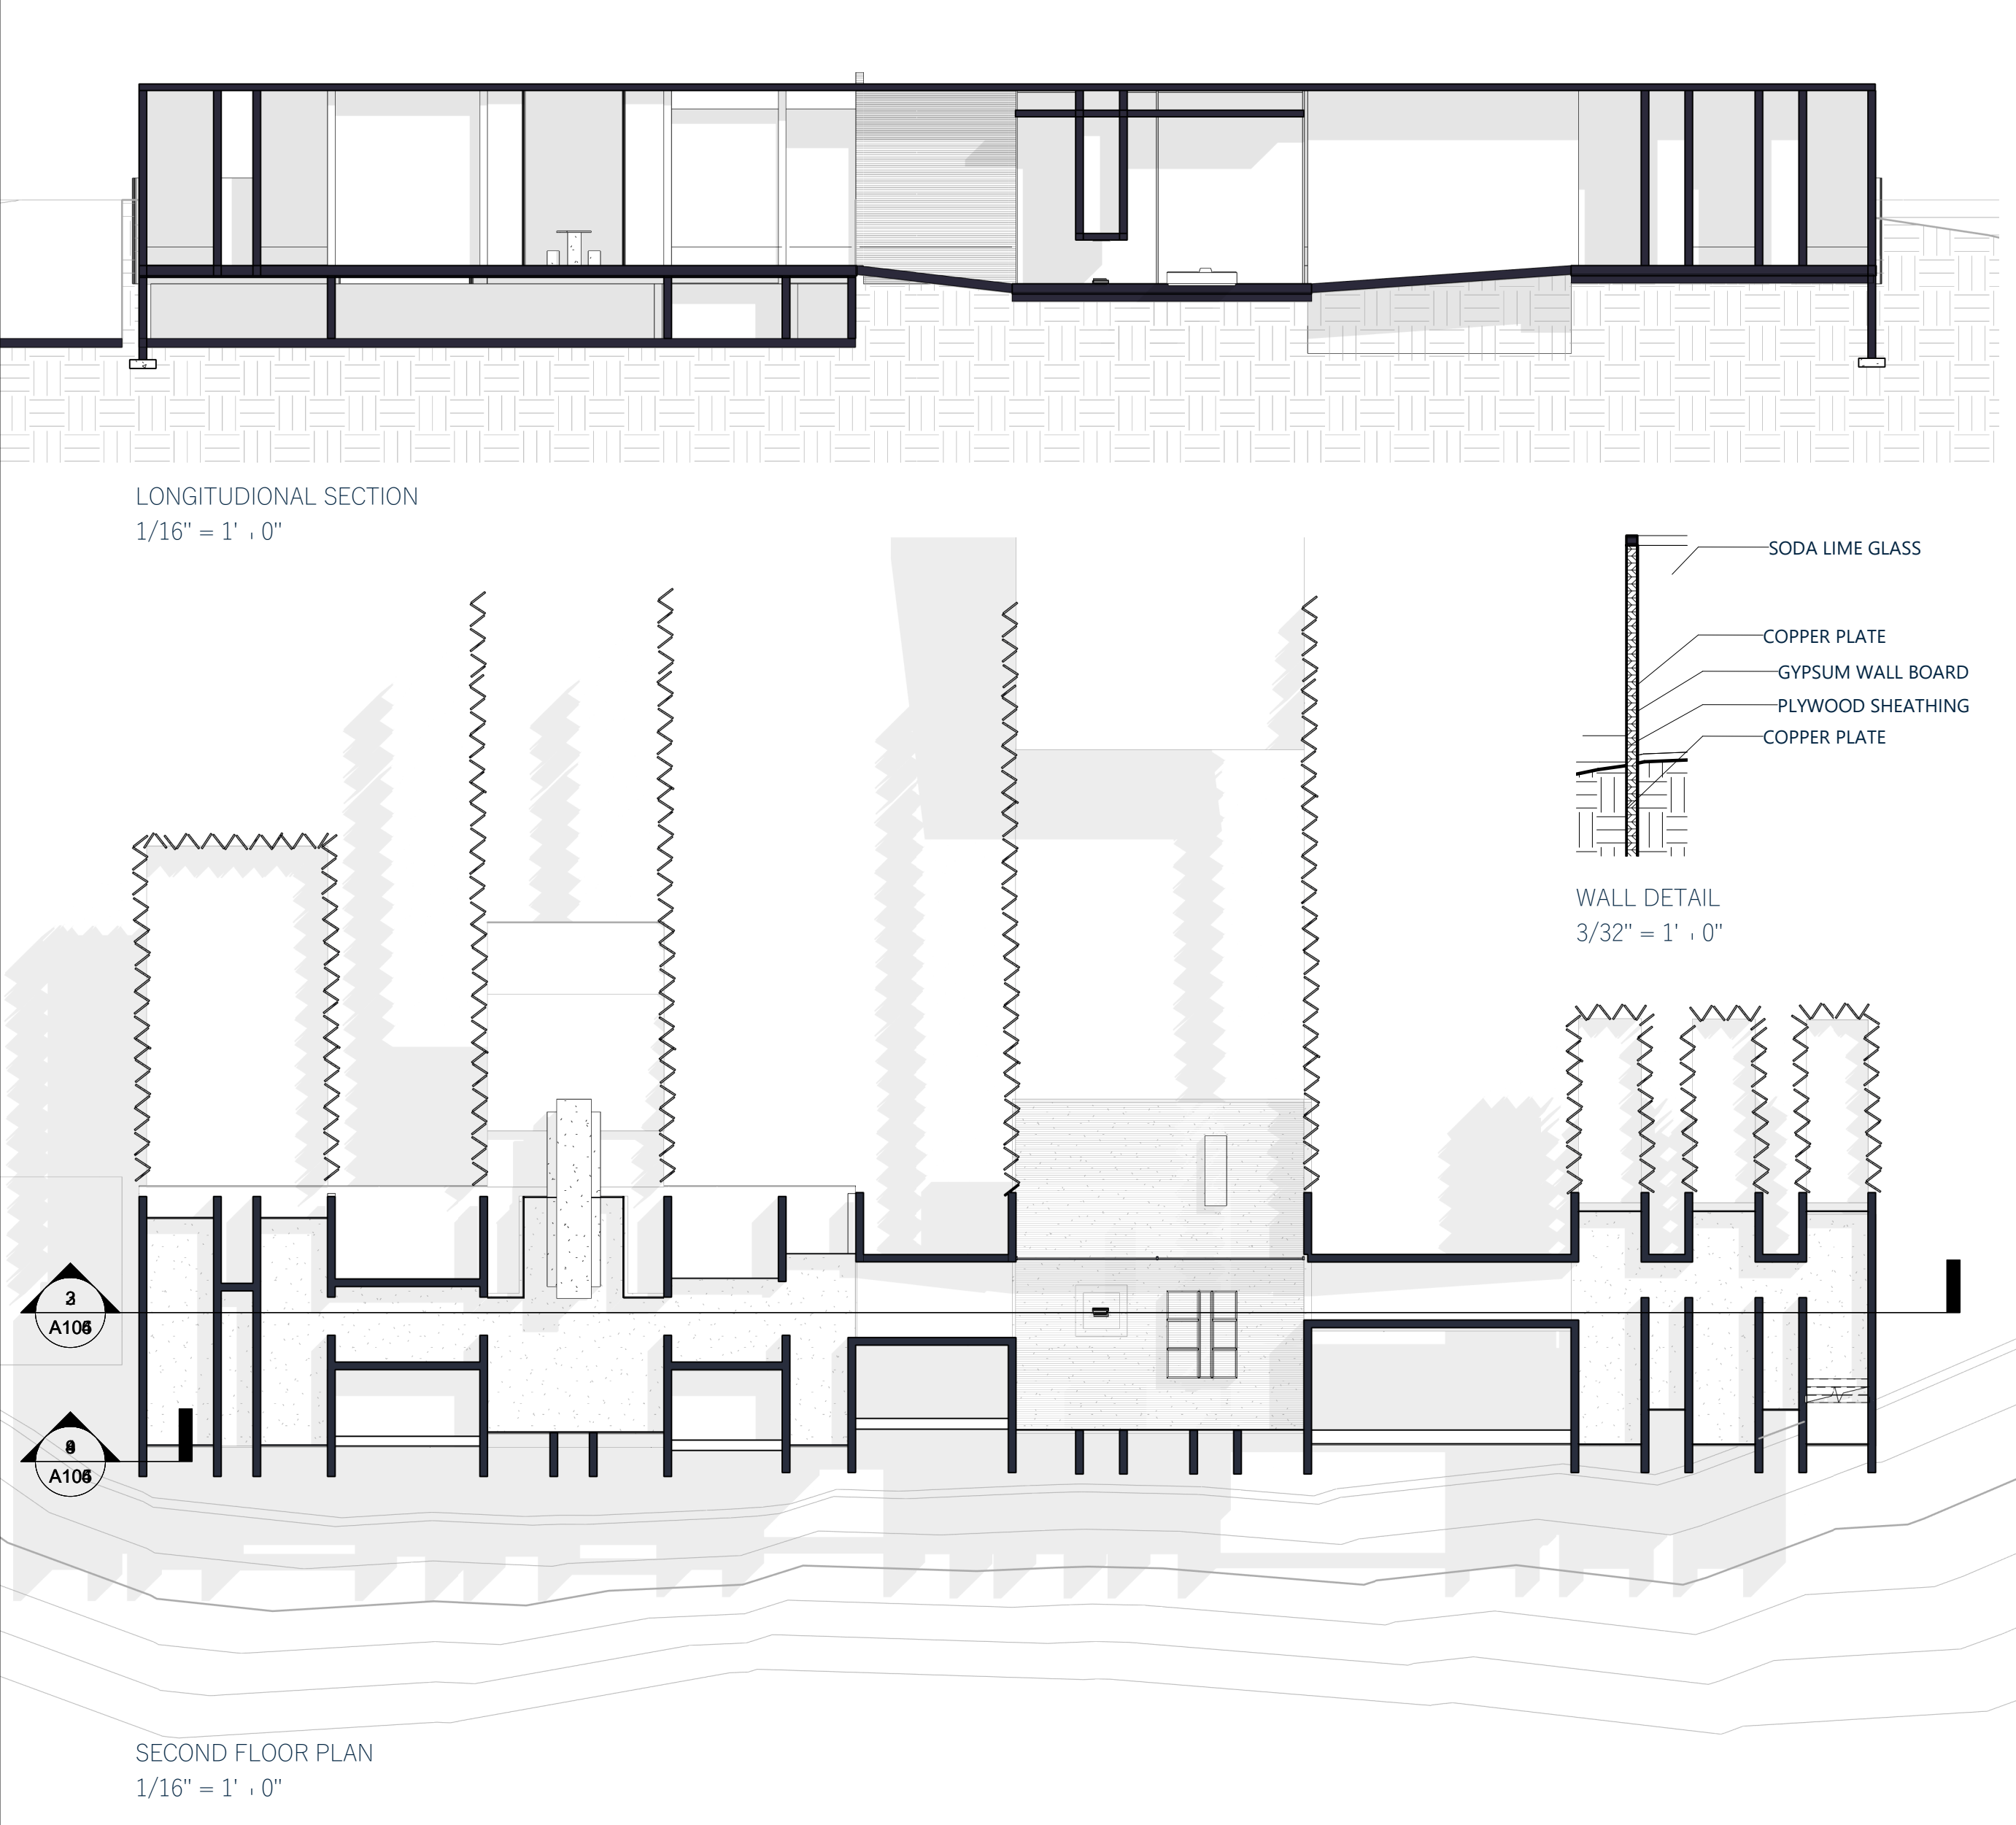 LONGITUDIONAL SECTION
1/16" = 1' - 0"
SODA LIME GLASS
COPPER PLATE
GYPSUM WALL BOARD
PLYWOOD SHEATHING
COPPER PLATE
WALL DETAIL
3/32" = 1' - 0"
SECOND FLOOR PLAN
1/16" = 1' - 0"